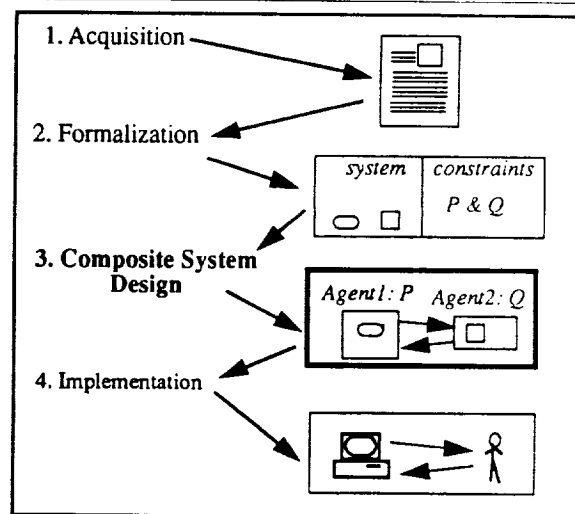 1. Acquisition
2. Formalization
system constraints
P & Q
3. Composite System
Design
Agent1: P Agent2: Q
4. Implementation